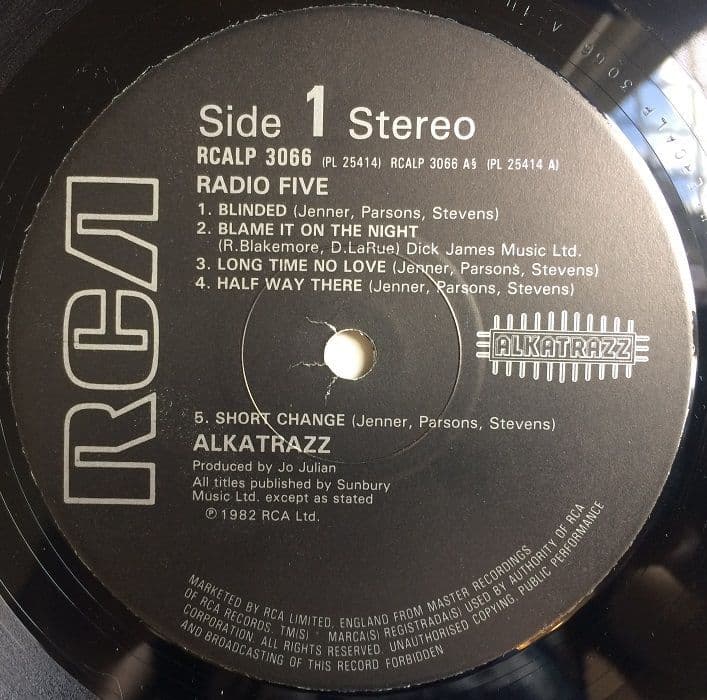 Side 1 Stereo
RCALP 3066 (PL 25414) RCALP 3066 A§ (PL 25414 A)
RADIO FIVE
1. BLINDED (Jenner, Parsons, Stevens)
2. BLAME IT ON THE NIGHT
(R.Blakemore, D.LaRue) Dick James Music Ltd.
3. LONG TIME NO LOVE (Jenner, Parsons, Stevens)
4. HALF WAY THERE (Jenner, Parsons, Stevens)
RCA
ALKATRAZZ
5. SHORT CHANGE (Jenner, Parsons, Stevens)
ALKATRAZZ
Produced by Jo Julian
All titles published by Sunbury
Music Ltd. except as stated
℗ 1982 RCA Ltd.
MARKETED BY RCA LIMITED, ENGLAND FROM MASTER RECORDINGS
OF RCA RECORDS. TM(S) ® MARCA(S) REGISTRADA(S) USED BY AUTHORITY OF RCA
CORPORATION. ALL RIGHTS RESERVED. UNAUTHORISED COPYING, PUBLIC PERFORMANCE
AND BROADCASTING OF THIS RECORD FORBIDDEN